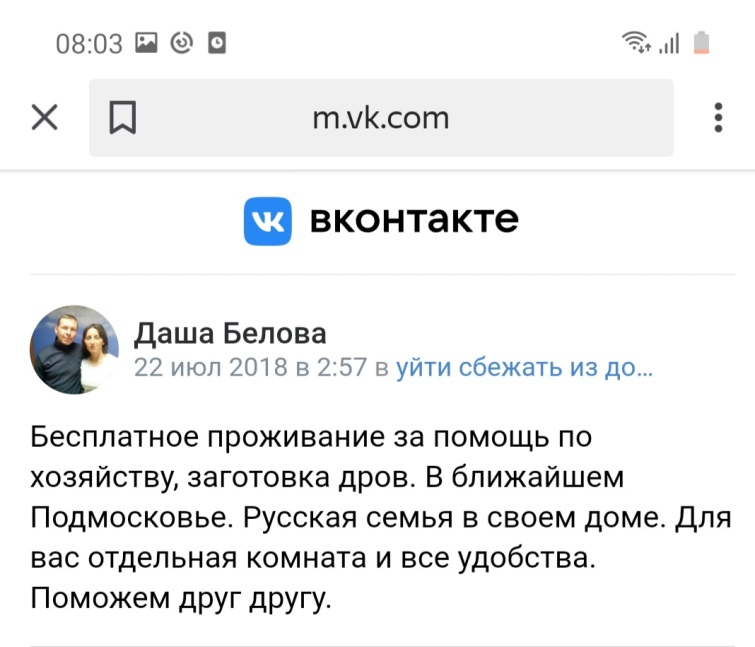 08:03
m.vk.com
вконтакте
Даша Белова
22 июл 2018 в 2:57 в уйти сбежать из до...
Бесплатное проживание за помощь по
хозяйству, заготовка дров. В ближайшем
Подмосковье. Русская семья в своем доме. Для
вас отдельная комната и все удобства.
Поможем друг другу.